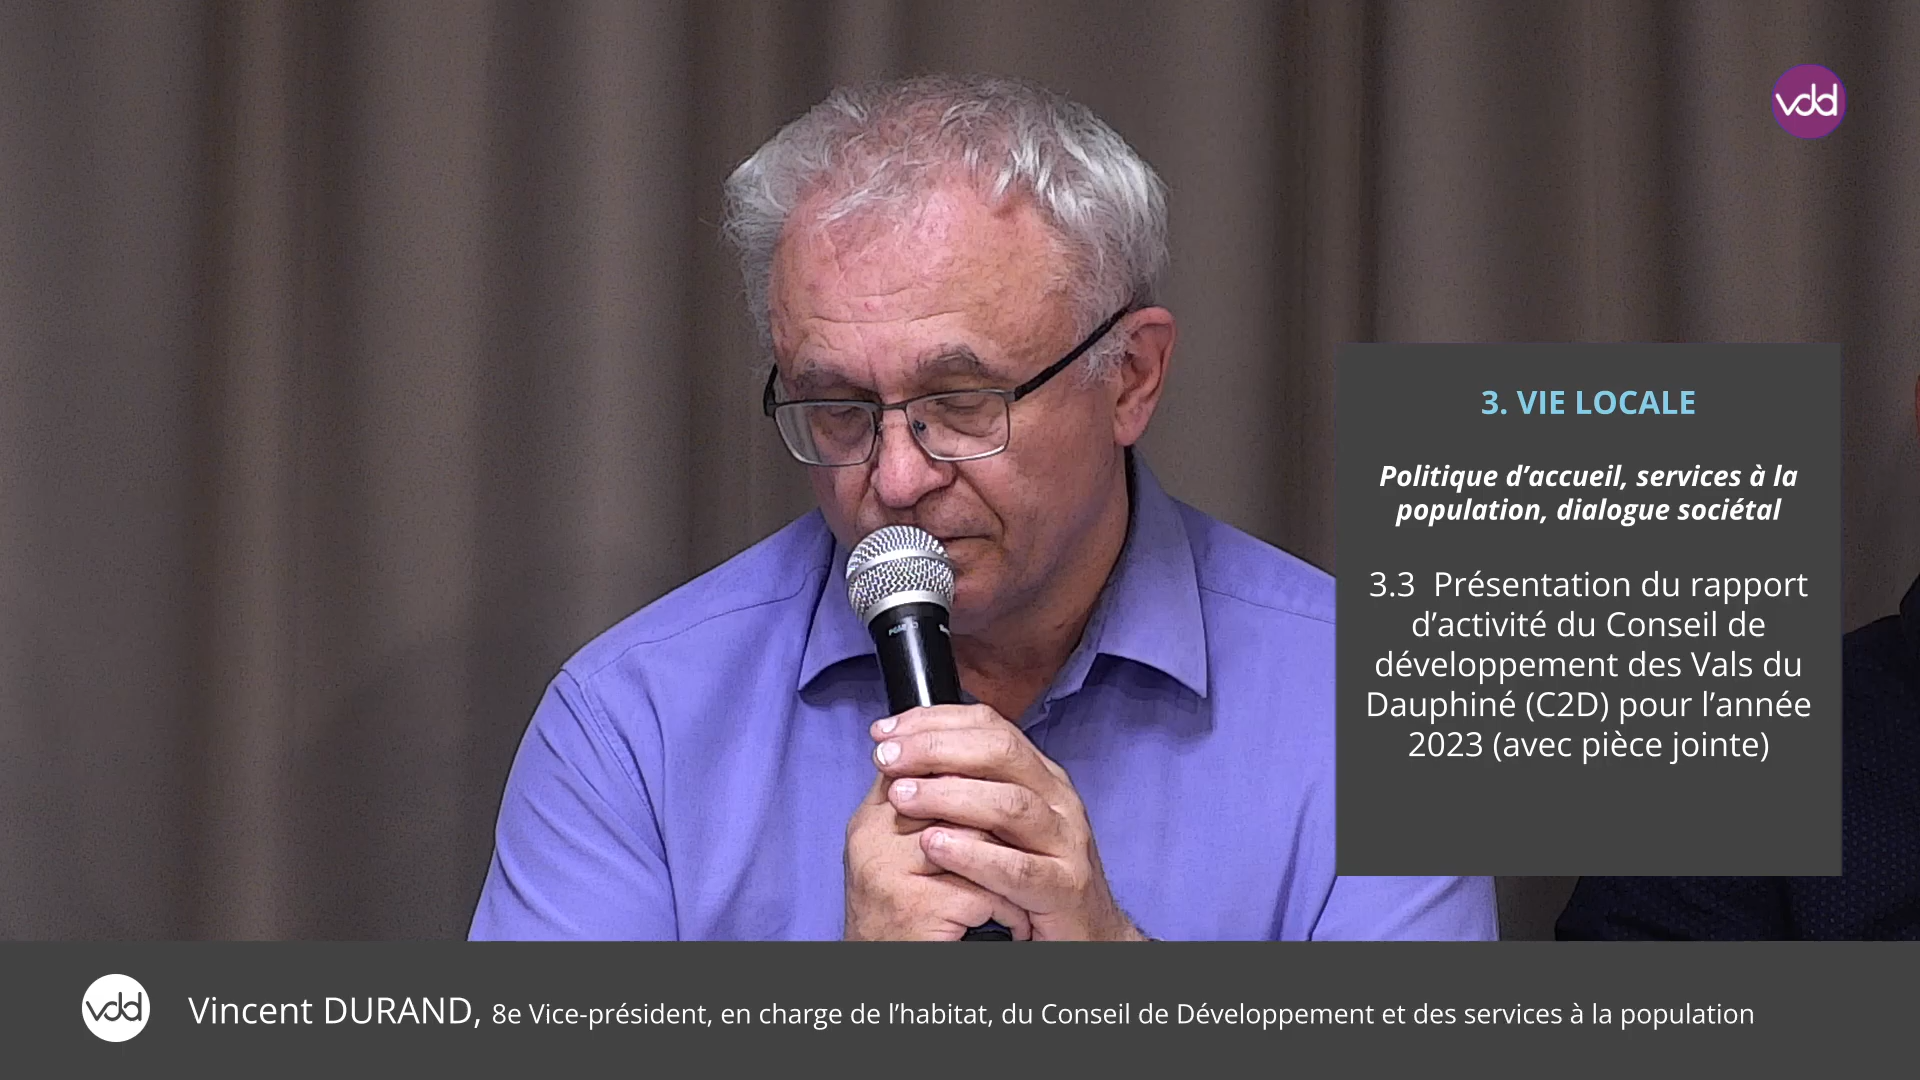 vdd
3. VIE LOCALE
Politique d’accueil, services à la
population, dialogue sociétal
3.3 Présentation du rapport
d’activité du Conseil de
développement des Vals du
Dauphiné (C2D) pour l’année
2023 (avec pièce jointe)
vdd
Vincent DURAND, 8e Vice-président, en charge de l’habitat, du Conseil de Développement et des services à la population